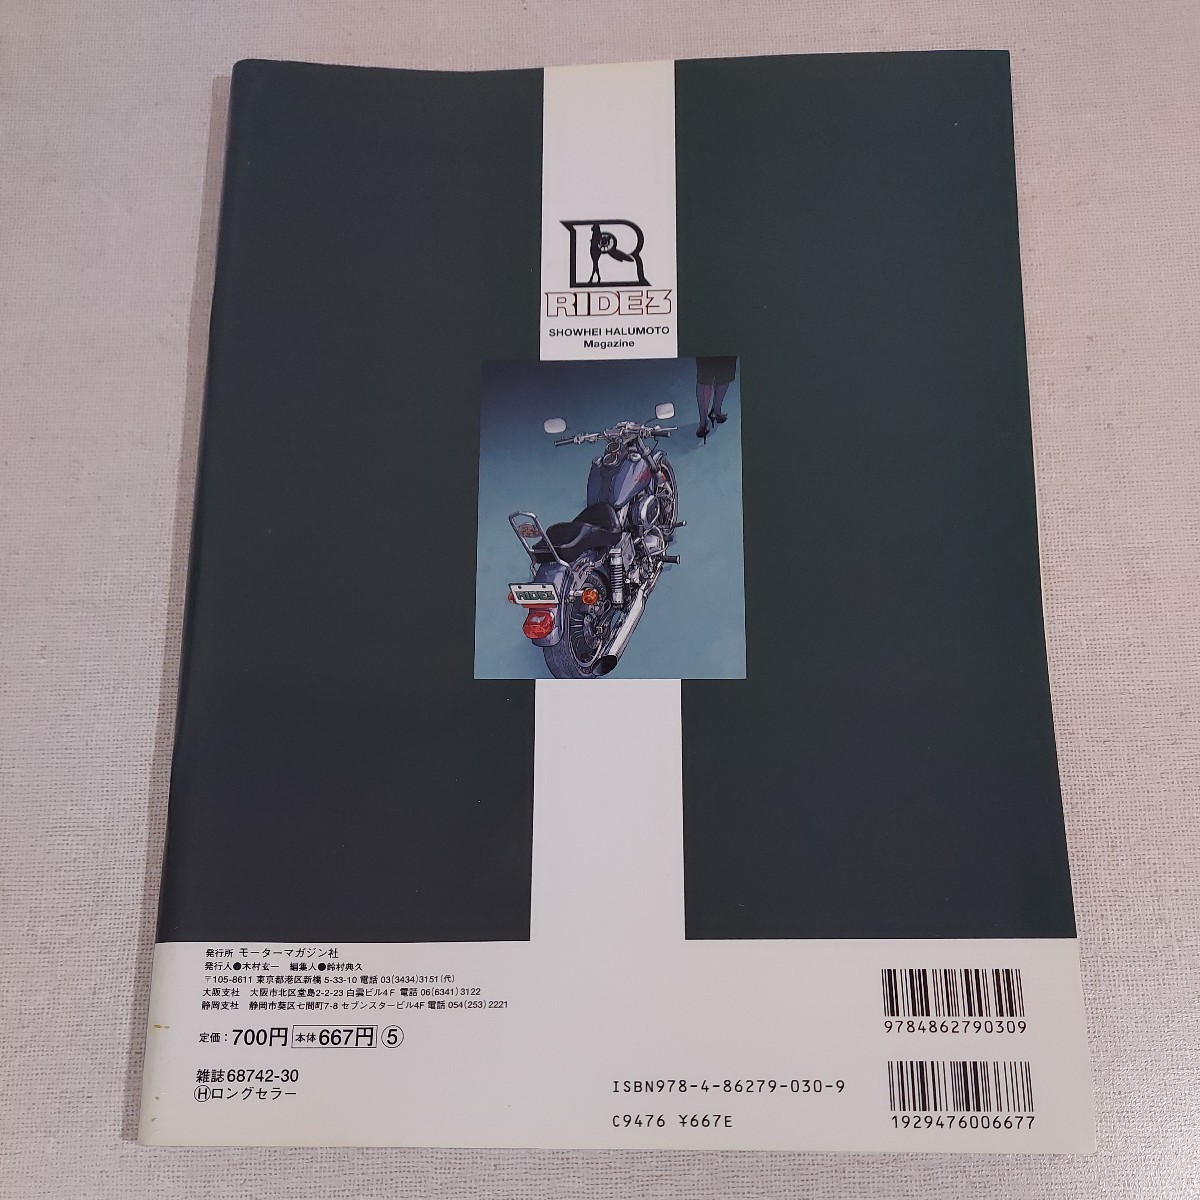 R
RIDE3
SHOWHEI HALUMOTO
Magazine
RIDE3
発行所 モーターマガジン社
発行人●木村玄一 編集人●鈴村典久
〒105-8611 東京都港区新橋 5-33-10 電話 03(3434)3151(代)
大阪支社 大阪市北区堂島2-2-23 白雲ビル4F 電話 06(6341)3122
静岡支社 静岡市葵区七間町7-8 セブンスタービル4F 電話 054(253)2221
定価：700円 本体667円 ⑤
雑誌68742-30
Ⓗロングセラー
9784862790309
ISBN978-4-86279-030-9
C9476 ¥667E
1929476006677